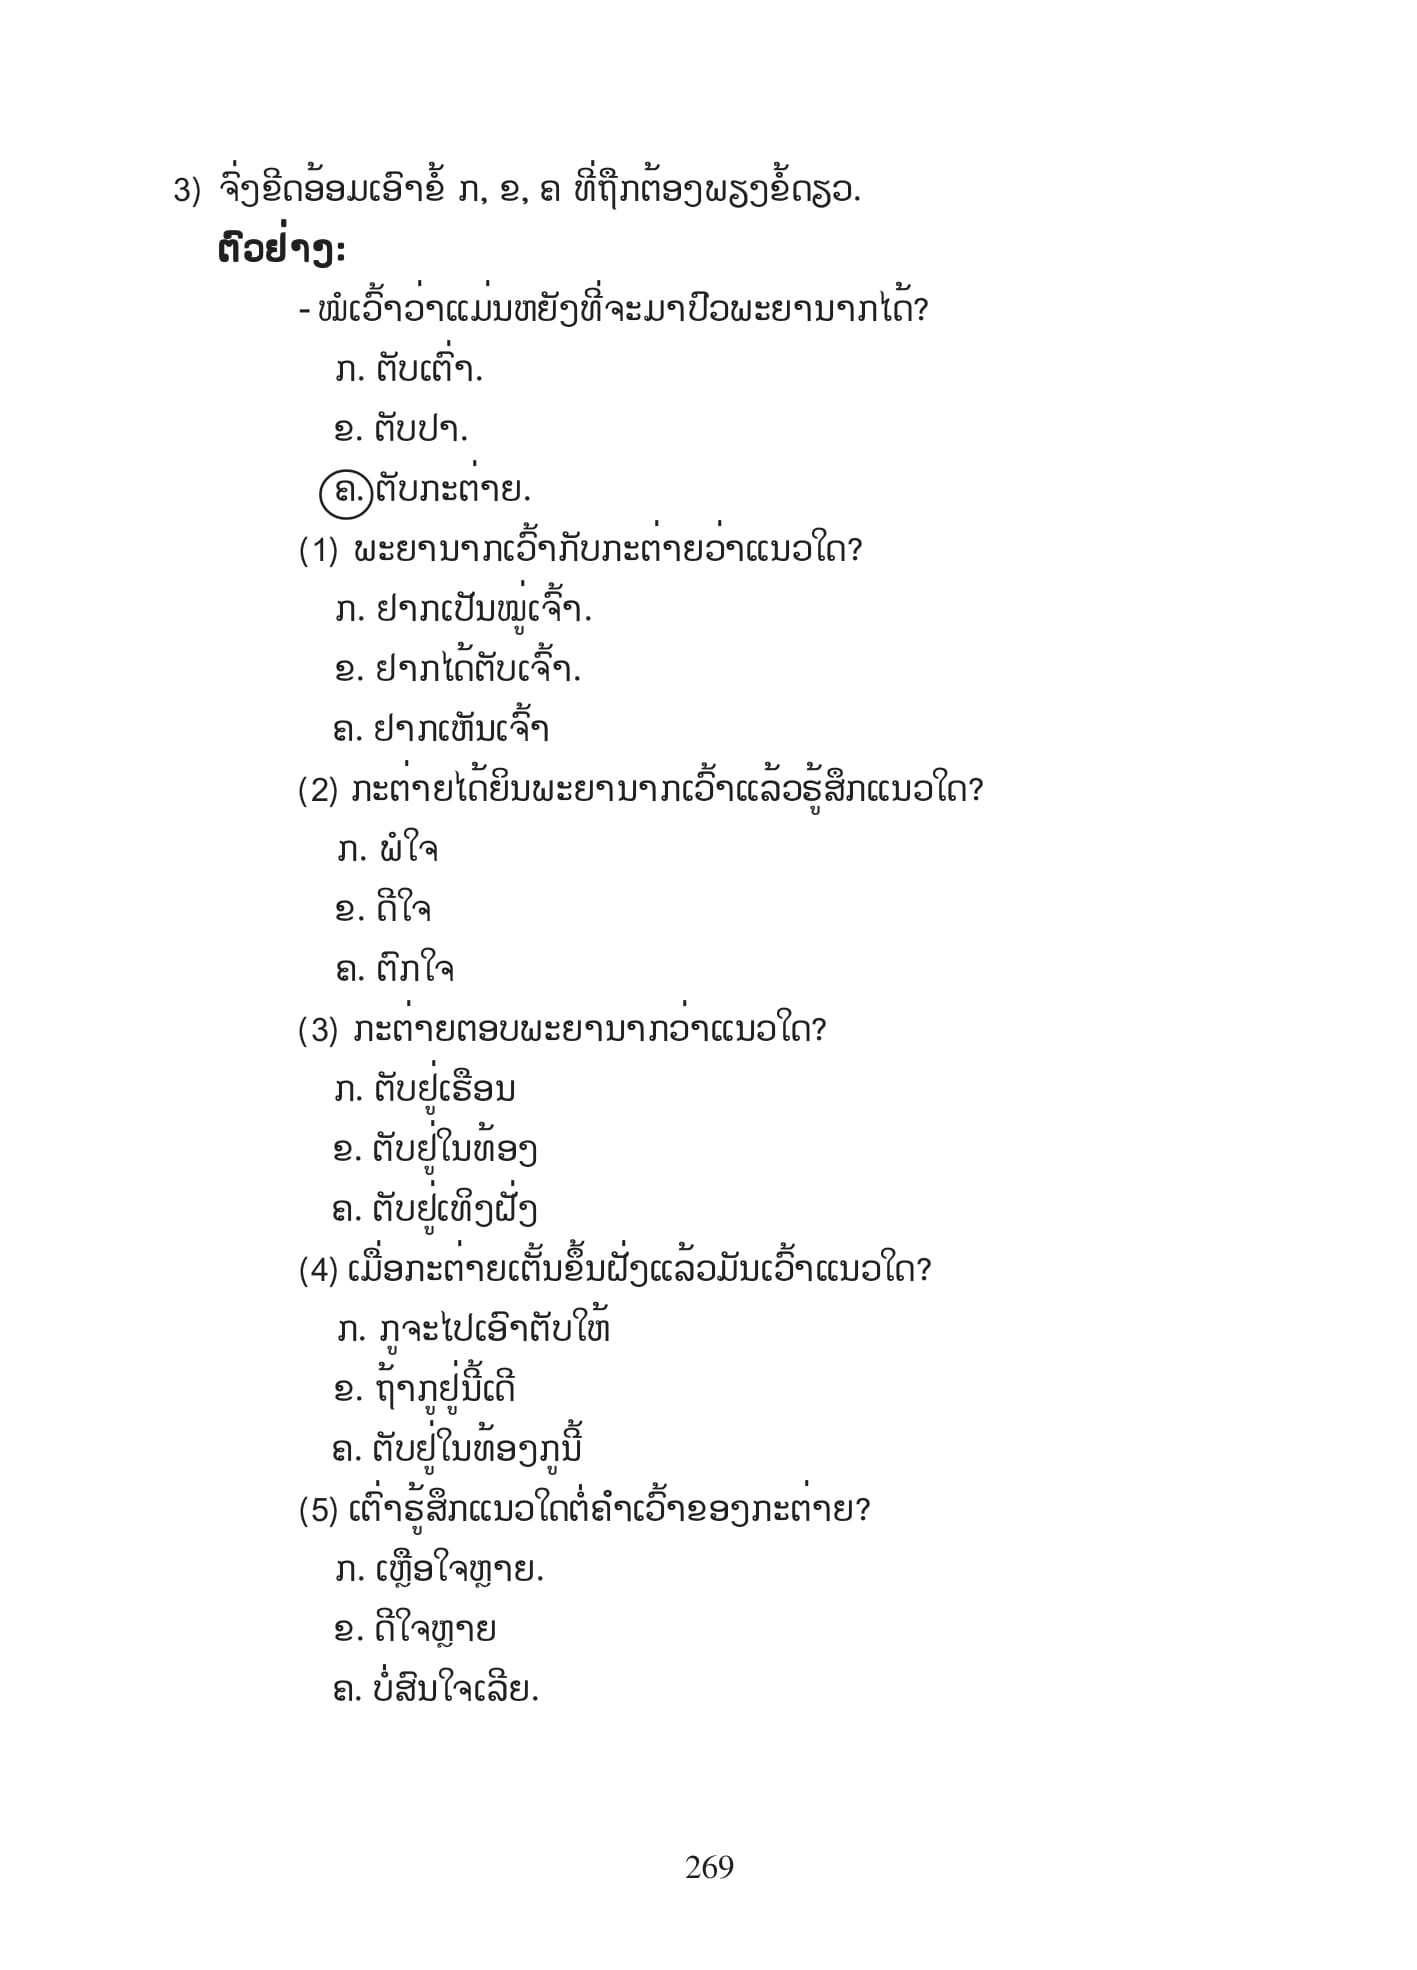 3) ຈົ່ງຂີດອ້ອມເອົາຂໍ້ ກ, ຂ, ຄ ທີ່ຖືກຕ້ອງພຽງຂໍ້ດຽວ.
ຕົວຢ່າງ:
- ໝໍເວົ້າວ່າແມ່ນຫຍັງທີ່ຈະມາປົວພະຍານາກໄດ້?
ກ. ຕັບເຕົ່າ.
ຂ. ຕັບປາ.
ຄ. ຕັບກະຕ່າຍ.
(1) ພະຍານາກເວົ້າກັບກະຕ່າຍວ່າແນວໃດ?
ກ. ຢາກເປັນໝູ່ເຈົ້າ.
ຂ. ຢາກໄດ້ຕັບເຈົ້າ.
ຄ. ຢາກເຫັນເຈົ້າ
(2) ກະຕ່າຍໄດ້ຍິນພະຍານາກເວົ້າແລ້ວຮູ້ສຶກແນວໃດ?
ກ. ພໍໃຈ
ຂ. ດີໃຈ
ຄ. ຕົກໃຈ
(3) ກະຕ່າຍຕອບພະຍານາກວ່າແນວໃດ?
ກ. ຕັບຢູ່ເຮືອນ
ຂ. ຕັບຢູ່ໃນທ້ອງ
ຄ. ຕັບຢູ່ເທິງຝັ່ງ
(4) ເມື່ອກະຕ່າຍເຕັ້ນຂຶ້ນຝັ່ງແລ້ວມັນເວົ້າແນວໃດ?
ກ. ກູຈະໄປເອົາຕັບໃຫ້
ຂ. ຖ້າກູຢູ່ນີ້ເດີ
ຄ. ຕັບຢູ່ໃນທ້ອງກູນີ້
(5) ເຕົ່າຮູ້ສຶກແນວໃດຕໍ່ຄຳເວົ້າຂອງກະຕ່າຍ?
ກ. ເຫຼືອໃຈຫຼາຍ.
ຂ. ດີໃຈຫຼາຍ
ຄ. ບໍ່ສົນໃຈເລີຍ.
269